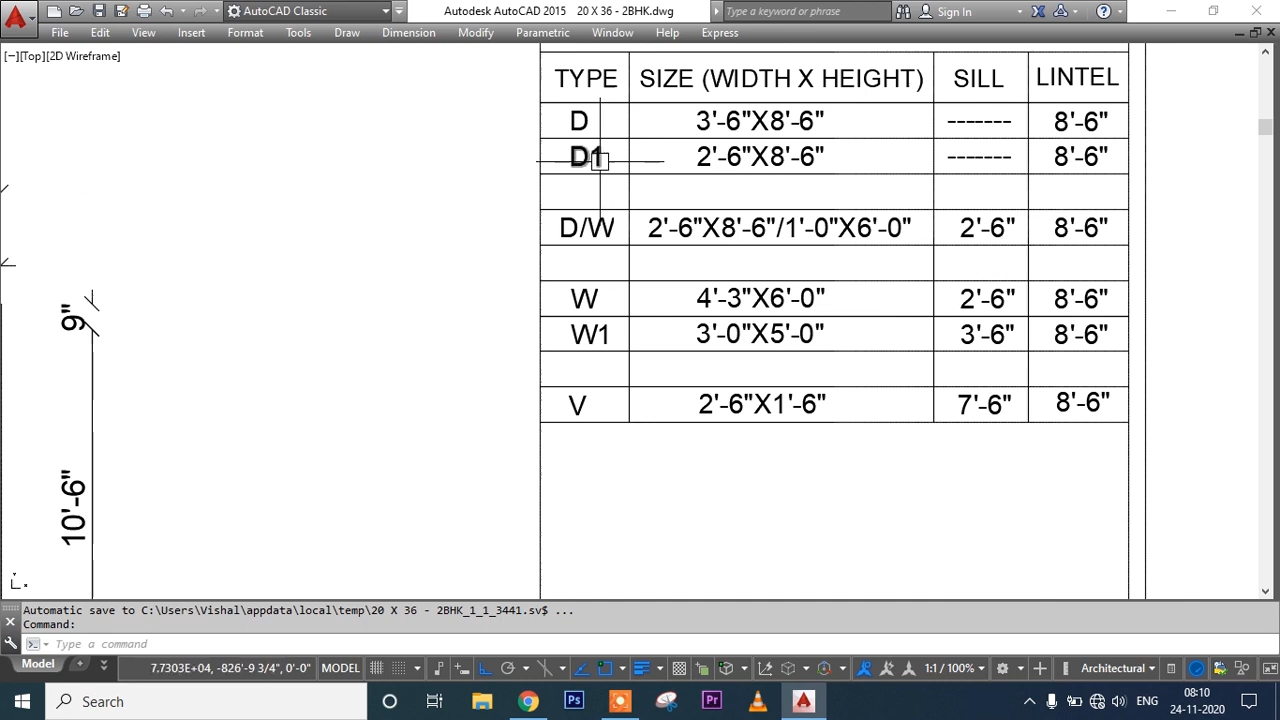 AutoCAD Classic
Autodesk AutoCAD 2015 20 X 36 - 2BHK.dwg
Type a keyword or phrase
Sign In
File Edit View Insert Format Tools Draw Dimension Modify Parametric Window Help Express
[−][Top][2D Wireframe]
TYPE SIZE (WIDTH X HEIGHT) SILL LINTEL
D 3'-6"X8'-6" ------- 8'-6"
D1 2'-6"X8'-6" ------- 8'-6"
D/W 2'-6"X8'-6"/1'-0"X6'-0" 2'-6" 8'-6"
W 4'-3"X6'-0" 2'-6" 8'-6"
W1 3'-0"X5'-0" 3'-6" 8'-6"
V 2'-6"X1'-6" 7'-6" 8'-6"
9"
10'-6"
Automatic save to C:\Users\Vishal\appdata\local\temp\20 X 36 - 2BHK_1_1_3441.sv$ ...
Command:
Type a command
Model 7.7303E+04, -826'-9 3/4", 0'-0" MODEL 1:1 / 100% Architectural
Search Ps Pr ENG 08:10
24-11-2020